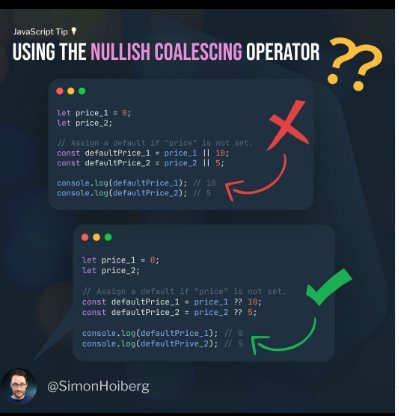 JavaScript Tip
USING THE NULLISH COALESCING OPERATOR
??
let price_1 = 0;
let price_2;
// Assign a default if "price" is not set.
const defaultPrice_1 = price_1 || 10;
const defaultPrice_2 = price_2 || 5;
console.log(defaultPrice_1); // 10
console.log(defaultPrice_2); // 5
let price_1 = 0;
let price_2;
// Assign a default if "price" is not set.
const defaultPrice_1 = price_1 ?? 10;
const defaultPrice_2 = price_2 ?? 5;
console.log(defaultPrice_1); // 0
console.log(defaultPrive_2); // 5
@SimonHoiberg